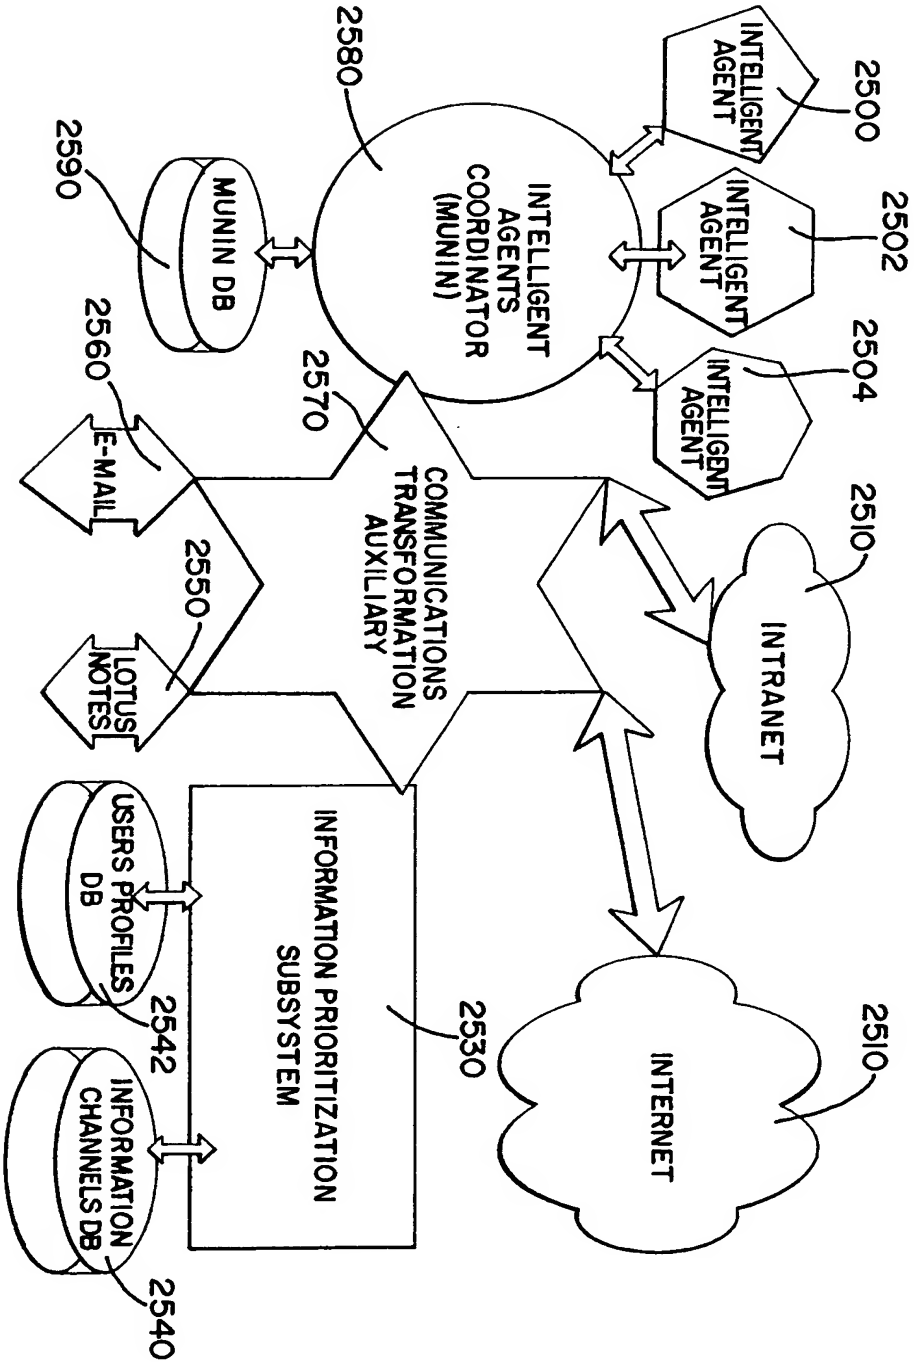 2500
INTELLIGENT
AGENT
2502
INTELLIGENT
AGENT
2504
INTELLIGENT
AGENT
2510
INTRANET
2510
INTERNET
2580
INTELLIGENT
AGENTS
COORDINATOR
(MUNIN)
2570
COMMUNICATIONS
TRANSFORMATION
AUXILIARY
2530
INFORMATION PRIORITIZATION
SUBSYSTEM
2590
MUNIN DB
2560
E-MAIL
2550
LOTUS
NOTES
USERS PROFILES
DB
2542
INFORMATION
CHANNELS DB
2540